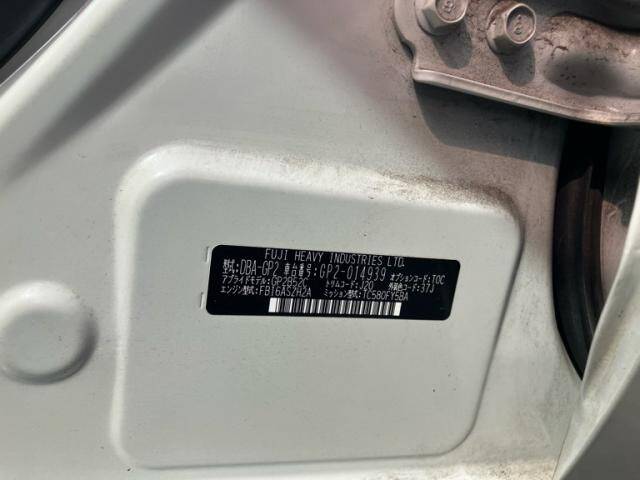 FUJI HEAVY INDUSTRIES LTD.
型式:DBA-GP2 車台番号:GP2-014939 オプションコード:TOC
アプライドモデル:GP2B52C トリムコード:J20 外装色コード:37J
エンジン型式:FB16ASZH2A ミッション型式:TC580FY5BA
8
8